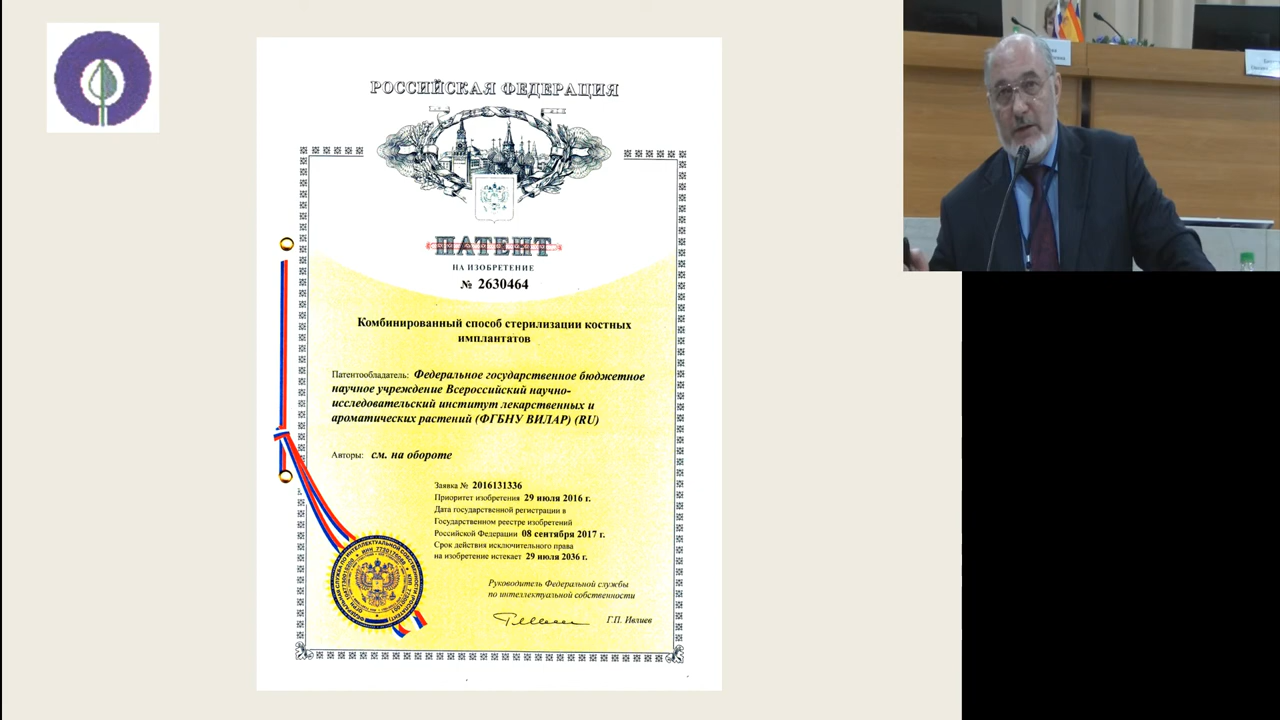 РОССИЙСКАЯ ФЕДЕРАЦИЯ
ПАТЕНТ
НА ИЗОБРЕТЕНИЕ
№ 2630464
Комбинированный способ стерилизации костных
имплантатов
Патентообладатель: Федеральное государственное бюджетное
научное учреждение Всероссийский научно-
исследовательский институт лекарственных и
ароматических растений (ФГБНУ ВИЛАР) (RU)
Авторы: см. на обороте
Заявка № 2016131336
Приоритет изобретения 29 июля 2016 г.
Дата государственной регистрации в
Государственном реестре изобретений
Российской Федерации 08 сентября 2017 г.
Срок действия исключительного права
на изобретение истекает 29 июля 2036 г.
Руководитель Федеральной службы
по интеллектуальной собственности
Г.П. Ивлиев